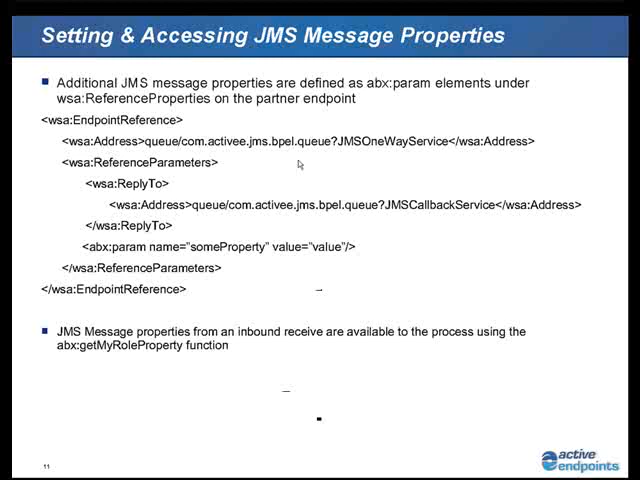 Setting & Accessing JMS Message Properties
Additional JMS message properties are defined as abx:param elements under
wsa:ReferenceProperties on the partner endpoint
<wsa:EndpointReference>
<wsa:Address>queue/com.activee.jms.bpel.queue?JMSOneWayService</wsa:Address>
<wsa:ReferenceParameters>
<wsa:ReplyTo>
<wsa:Address>queue/com.activee.jms.bpel.queue?JMSCallbackService</wsa:Address>
</wsa:ReplyTo>
<abx:param name="someProperty" value="value"/>
</wsa:ReferenceParameters>
</wsa:EndpointReference>
JMS Message properties from an inbound receive are available to the process using the
abx:getMyRoleProperty function
11
active
endpoints